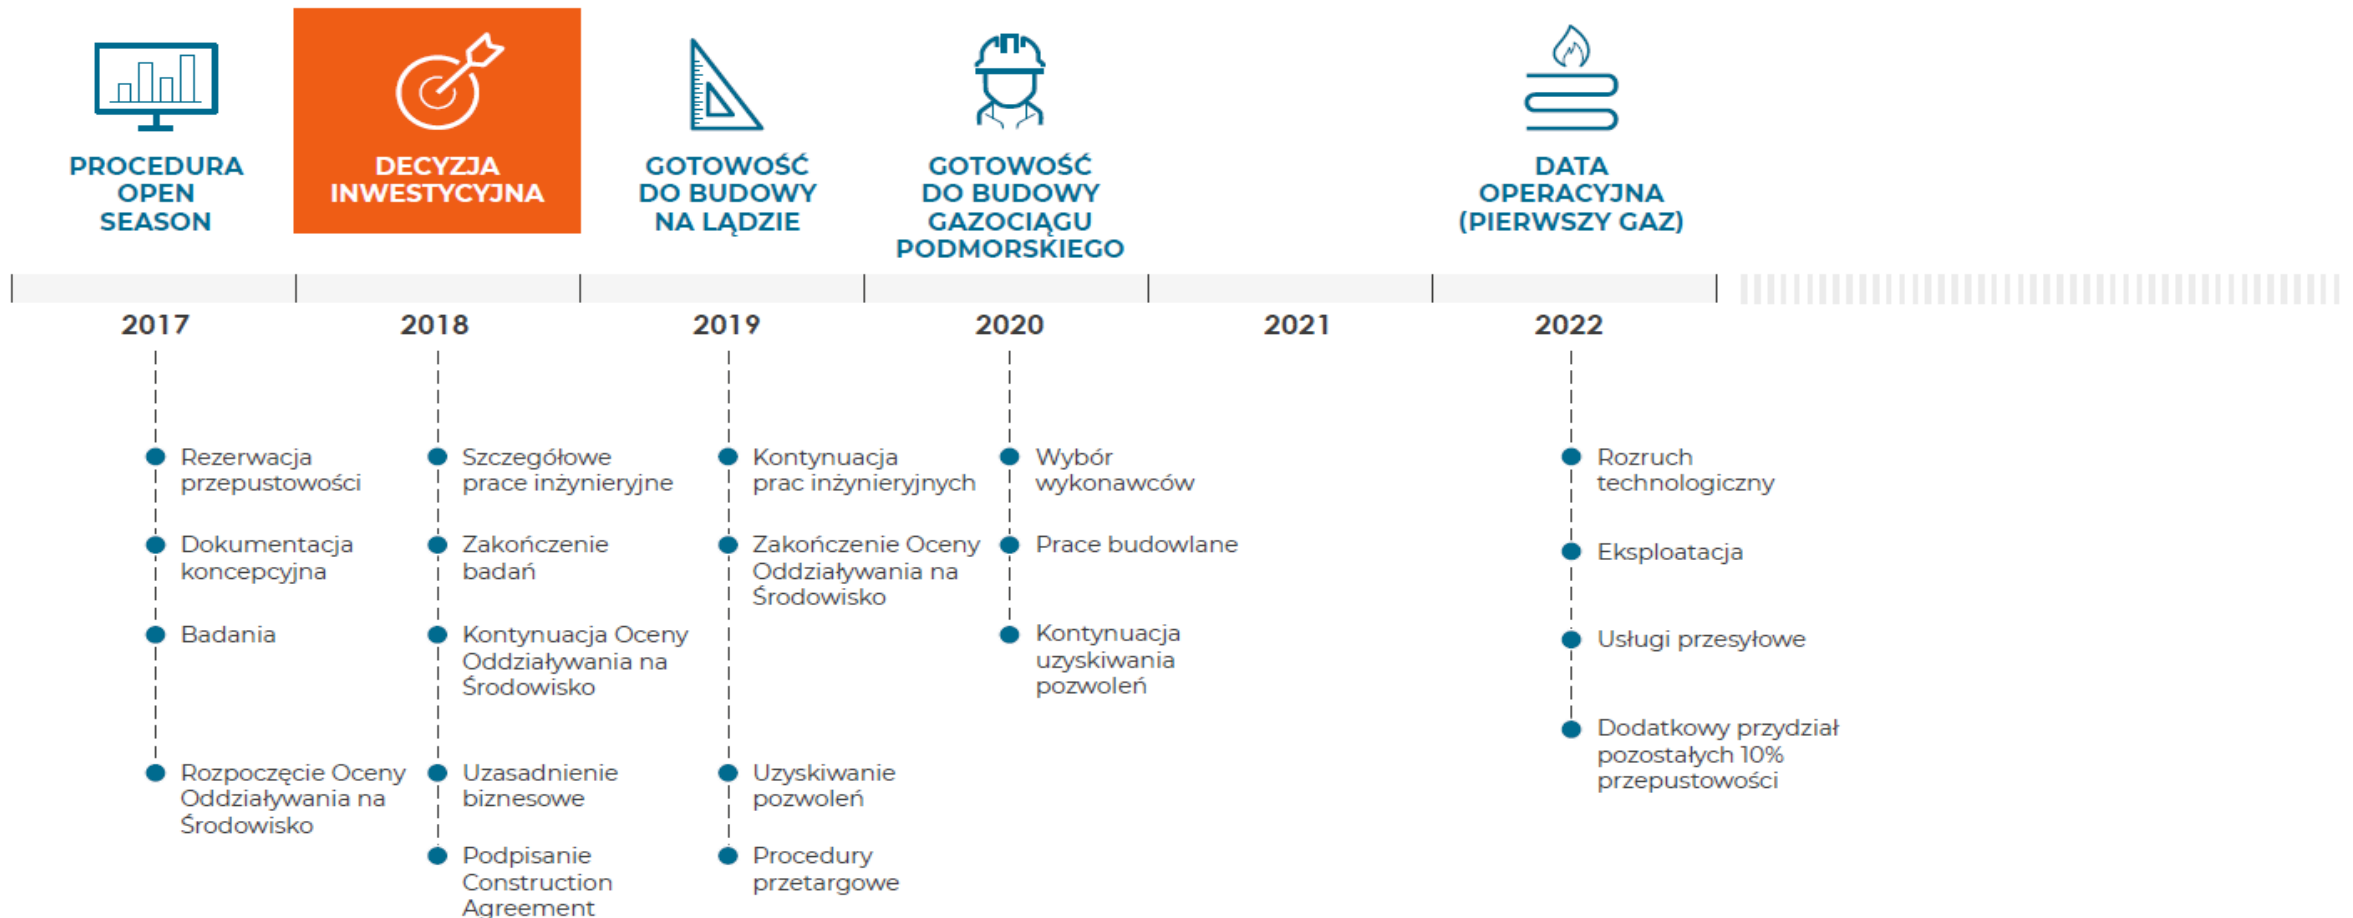 PROCEDURA
OPEN
SEASON
DECYZJA
INWESTYCYJNA
GOTOWOŚĆ
DO BUDOWY
NA LĄDZIE
GOTOWOŚĆ
DO BUDOWY
GAZOCIĄGU
PODMORSKIEGO
DATA
OPERACYJNA
(PIERWSZY GAZ)
2017
2018
2019
2020
2021
2022
Rezerwacja
przepustowości
Dokumentacja
koncepcyjna
Badania
Rozpoczęcie Oceny
Oddziaływania na
Środowisko
Szczegółowe
prace inżynieryjne
Zakończenie
badań
Kontynuacja Oceny
Oddziaływania na
Środowisko
Uzasadnienie
biznesowe
Podpisanie
Construction
Agreement
Kontynuacja
prac inżynieryjnych
Zakończenie Oceny
Oddziaływania na
Środowisko
Uzyskiwanie
pozwoleń
Procedury
przetargowe
Wybór
wykonawców
Prace budowlane
Kontynuacja
uzyskiwania
pozwoleń
Rozruch
technologiczny
Eksploatacja
Usługi przesyłowe
Dodatkowy przydział
pozostałych 10%
przepustowości